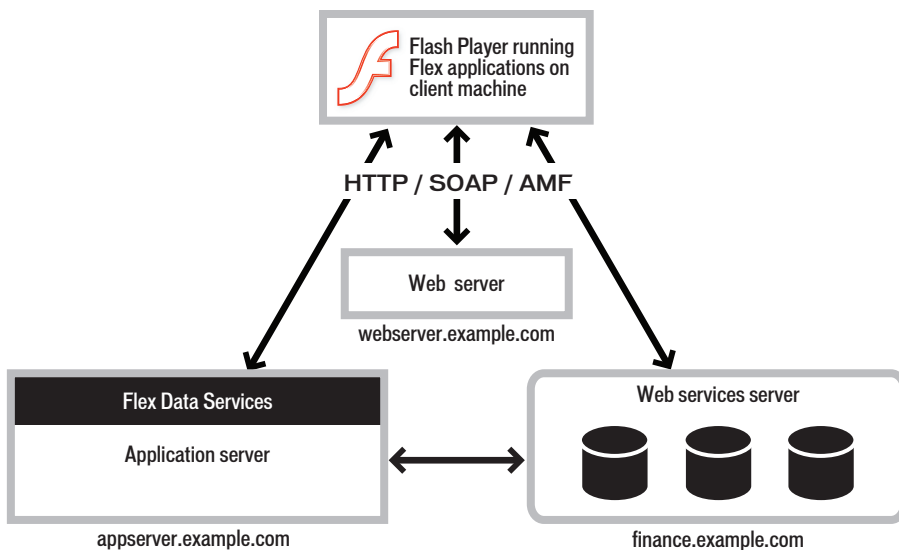 Flash Player running
Flex applications on
client machine
HTTP / SOAP / AMF
Web server
webserver.example.com
Flex Data Services
Application server
appserver.example.com
Web services server
finance.example.com